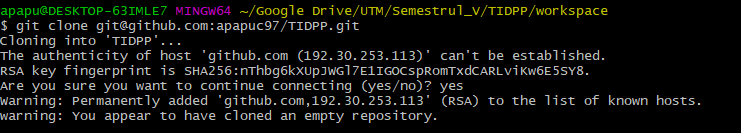 apapu@DESKTOP-63IMLE7 MINGW64 ~/Google Drive/UTM/Semestrul_V/TIDPP/workspace
$ git clone git@github.com:apapuc97/TIDPP.git
Cloning into 'TIDPP'...
The authenticity of host 'github.com (192.30.253.113)' can't be established.
RSA key fingerprint is SHA256:nThbg6kXUpJWGl7E1IGOCspRomTxdCARLviKw6E5SY8.
Are you sure you want to continue connecting (yes/no)? yes
Warning: Permanently added 'github.com,192.30.253.113' (RSA) to the list of known hosts.
warning: You appear to have cloned an empty repository.